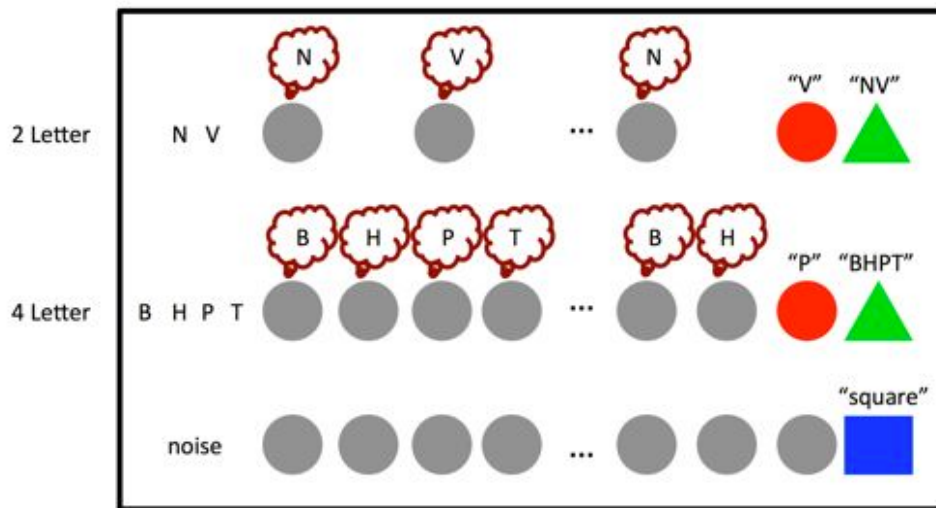 N V N
"V" "NV"
2 Letter N V ...
B H P T B H
"P" "BHPT"
4 Letter B H P T ...
"square"
noise ...